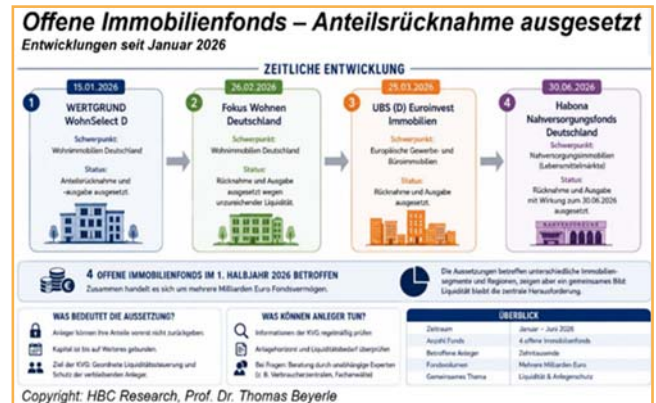 Offene Immobilienfonds – Anteilsrücknahme ausgesetzt
Entwicklungen seit Januar 2026
ZEITLICHE ENTWICKLUNG
15.01.2026
1
WERTGRUND
WohnSelect D
Schwerpunkt:
Wohnimmobilien Deutschland
Status:
Anteilsrücknahme und
-ausgabe ausgesetzt.
26.02.2026
2
Fokus Wohnen
Deutschland
Schwerpunkt:
Wohnimmobilien Deutschland
Status:
Rücknahme und Ausgabe
ausgesetzt wegen
unzureichender Liquidität.
25.03.2026
3
UBS (D) Euroinvest
Immobilien
Schwerpunkt:
Europäische Gewerbe- und
Büroimmobilien
Status:
Rücknahme und Ausgabe
ausgesetzt.
30.06.2026
4
Habona
Nahversorgungsfonds
Deutschland
Schwerpunkt:
Nahversorgungsimmobilien
(Lebensmittelmärkte)
Status:
Rücknahme und Ausgabe
mit Wirkung zum 30.06.2026
ausgesetzt.
4 OFFENE IMMOBILIENFONDS IM 1. HALBJAHR 2026 BETROFFEN
Zusammen handelt es sich um mehrere Milliarden Euro Fondsvermögen.
Die Aussetzungen betreffen unterschiedliche Immobilien-
segmente und Regionen, zeigen aber ein gemeinsames Bild
Liquidität bleibt die zentrale Herausforderung.
WAS BEDEUTET DIE AUSSETZUNG?
Anleger können ihre Anteile vorerst nicht zurückgeben.
Kapital ist bis auf Weiteres gebunden.
Ziel der KVG: Geordnete Liquiditätssteuerung und
Schutz der verbleibenden Anleger.
WAS KÖNNEN ANLEGER TUN?
Informationen der KVG regelmäßig prüfen
Anlagehorizont und Liquiditätsbedarf überprüfen
Bei Fragen: Beratung durch unabhängige Experten
(z. B. Verbraucherzentralen, Fachanwälte)
ÜBERBLICK
Zeitraum Januar – Juni 2026
Anzahl Fonds 4 offene Immobilienfonds
Betroffene Anleger Zehntausende
Fondsvolumen Mehrere Milliarden Euro
Gemeinsames Thema Liquidität & Anlegerschutz
Copyright: HBC Research, Prof. Dr. Thomas Beyerle